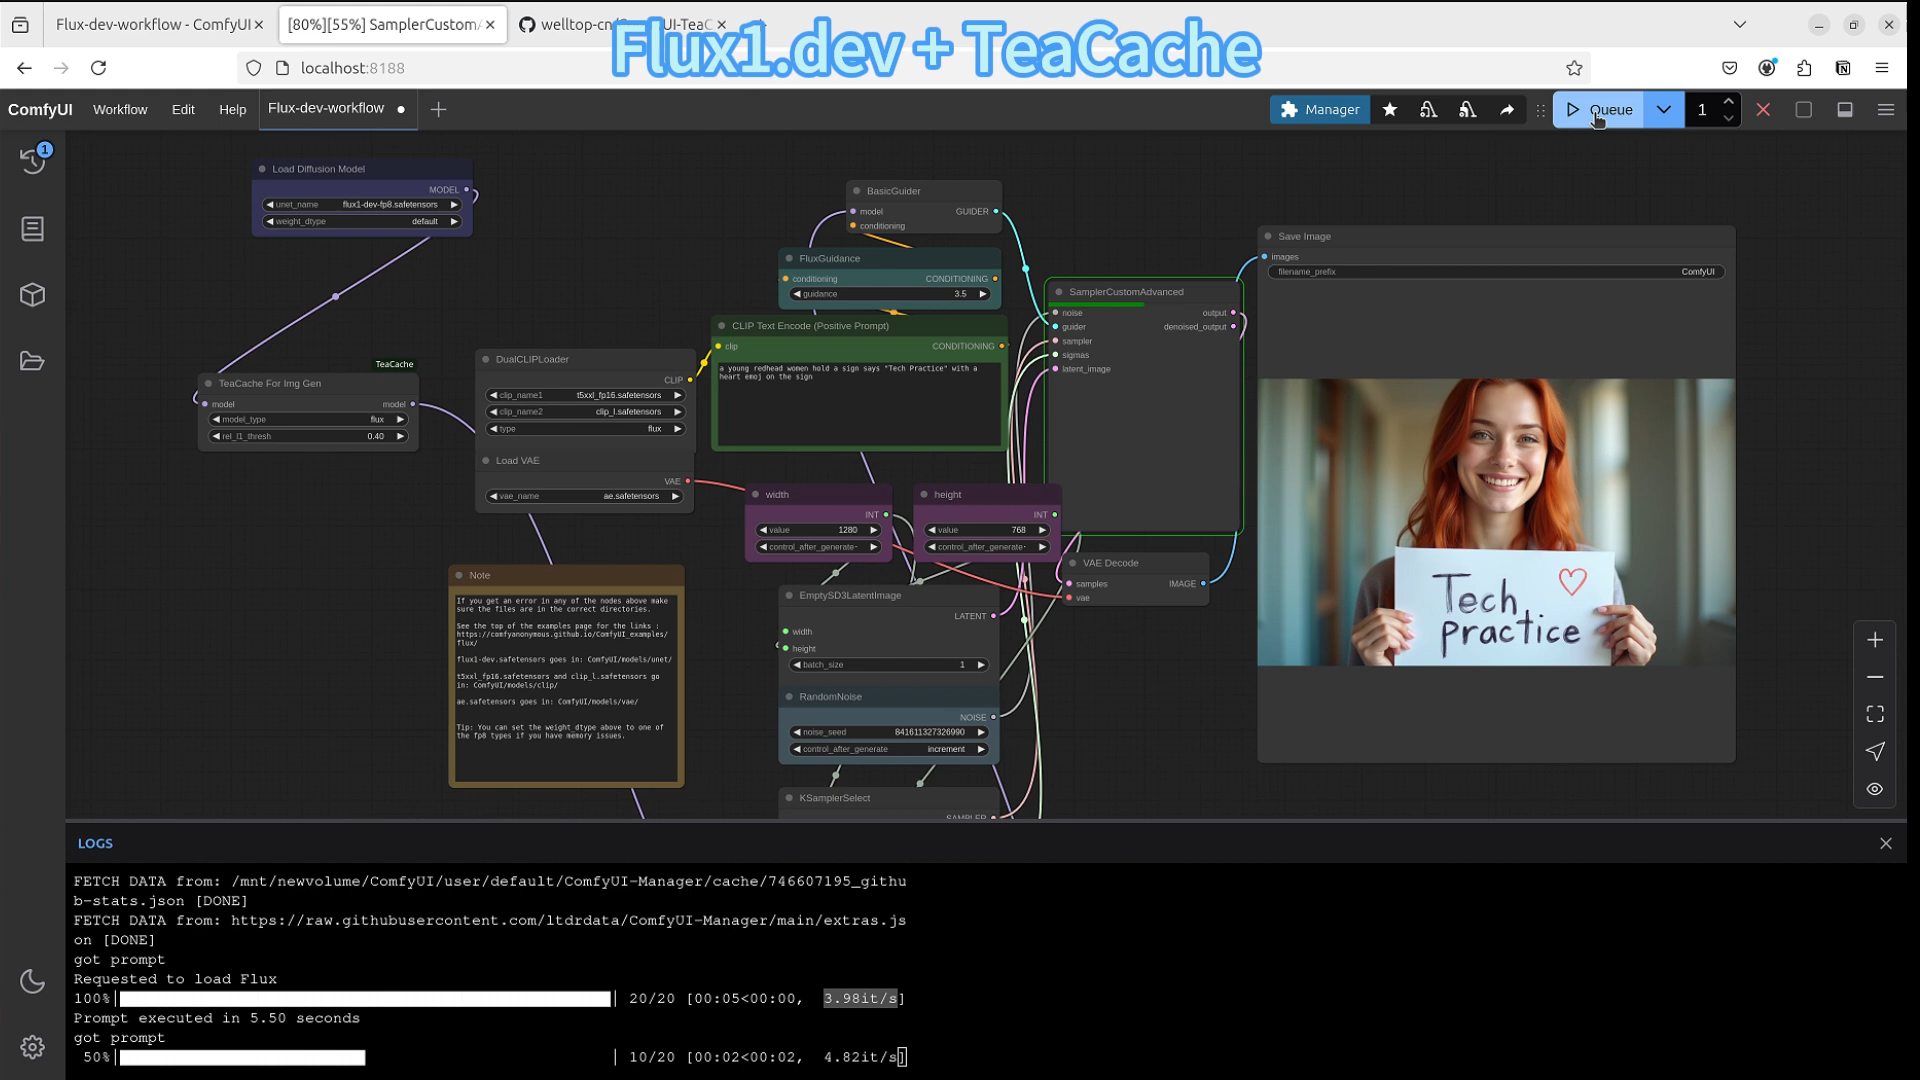 Flux-dev-workflow - ComfyUI
[80%][55%] SamplerCustomA
welltop-cn/
UI-TeaC
Flux1.dev + TeaCache
localhost:8188
ComfyUI
Workflow
Edit
Help
Flux-dev-workflow
Manager
Queue
1
1
Load Diffusion Model
MODEL
unet_name flux1-dev-fp8.safetensors
weight_dtype default
TeaCache
TeaCache For Img Gen
model model
model_type flux
rel_l1_thresh 0.40
DualCLIPLoader
CLIP
clip_name1 t5xxl_fp16.safetensors
clip_name2 clip_l.safetensors
type flux
Load VAE
VAE
vae_name ae.safetensors
Note
If you get an error in any of the nodes above make
sure the files are in the correct directories.
See the top of the examples page for the links :
https://comfyanonymous.github.io/ComfyUI_examples/
flux/
flux1-dev.safetensors goes in: ComfyUI/models/unet/
t5xxl_fp16.safetensors and clip_l.safetensors go
in: ComfyUI/models/clip/
ae.safetensors goes in: ComfyUI/models/vae/
Tip: You can set the weight_dtype above to one of
the fp8 types if you have memory issues.
BasicGuider
model GUIDER
conditioning
FluxGuidance
conditioning CONDITIONING
guidance 3.5
CLIP Text Encode (Positive Prompt)
clip CONDITIONING
a young redhead women hold a sign says "Tech Practice" with a
heart emoj on the sign
width
INT
value 1280
control_after_generate-
height
INT
value 768
control_after_generate-
EmptySD3LatentImage
LATENT
width
height
batch_size 1
RandomNoise
NOISE
noise_seed 841611327326990
control_after_generate increment
KSamplerSelect
SAMPLER
SamplerCustomAdvanced
noise output
guider denoised_output
sampler
sigmas
latent_image
VAE Decode
samples IMAGE
vae
Save Image
images
filename_prefix ComfyUI
Tech
practice
LOGS
FETCH DATA from: /mnt/newvolume/ComfyUI/user/default/ComfyUI-Manager/cache/746607195_githu
b-stats.json [DONE]
FETCH DATA from: https://raw.githubusercontent.com/ltdrdata/ComfyUI-Manager/main/extras.js
on [DONE]
got prompt
Requested to load Flux
100%| | 20/20 [00:05<00:00, 3.98it/s]
Prompt executed in 5.50 seconds
got prompt
50%| | 10/20 [00:02<00:02, 4.82it/s]